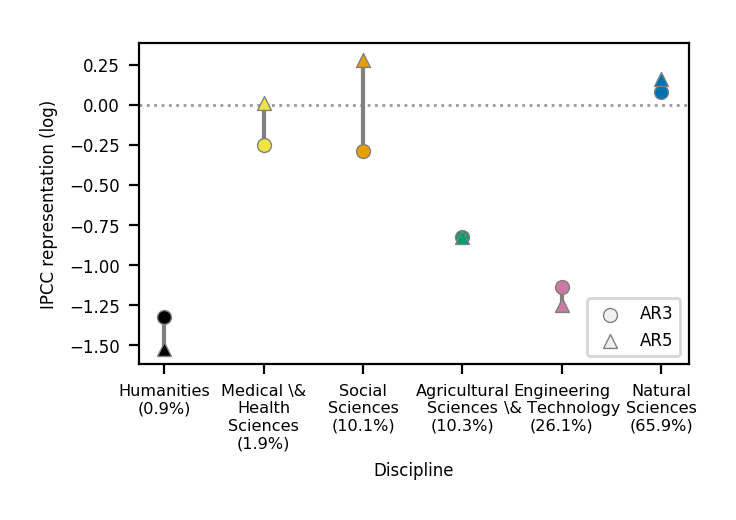 IPCC representation (log)
0.25
0.00
−0.25
−0.50
−0.75
−1.00
−1.25
−1.50
AR3
AR5
Humanities
(0.9%)
Medical \&
Health
Sciences
(1.9%)
Social
Sciences
(10.1%)
Agricultural
Sciences
(10.3%)
Engineering
\& Technology
(26.1%)
Natural
Sciences
(65.9%)
Discipline